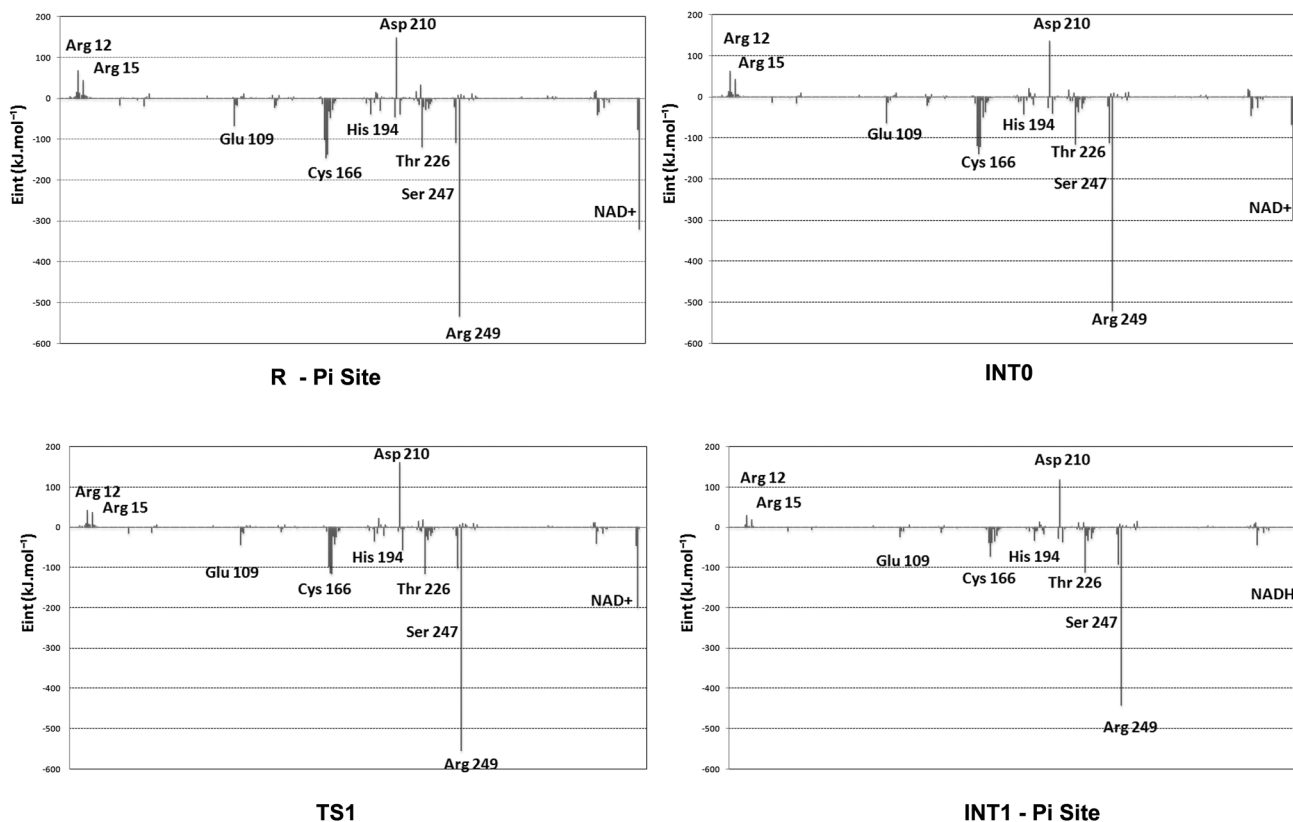 200
100
0
-100
-200
-300
-400
-500
-600
Eint (kJ.mol⁻¹)
Arg 12
Arg 15
Asp 210
Glu 109
Cys 166
His 194
Thr 226
Ser 247
NAD+
Arg 249
R - Pi Site
200
100
0
-100
-200
-300
-400
-500
-600
Eint (kJ.mol⁻¹)
Arg 12
Arg 15
Asp 210
Glu 109
Cys 166
His 194
Thr 226
Ser 247
NAD+
Arg 249
INT0
200
100
0
-100
-200
-300
-400
-500
-600
Eint (kJ.mol⁻¹)
Arg 12
Arg 15
Asp 210
Glu 109
Cys 166
His 194
Thr 226
Ser 247
NAD+
Arg 249
TS1
200
100
0
-100
-200
-300
-400
-500
-600
Eint (kJ.mol⁻¹)
Arg 12
Arg 15
Asp 210
Glu 109
Cys 166
His 194
Thr 226
Ser 247
NADH
Arg 249
INT1 - Pi Site